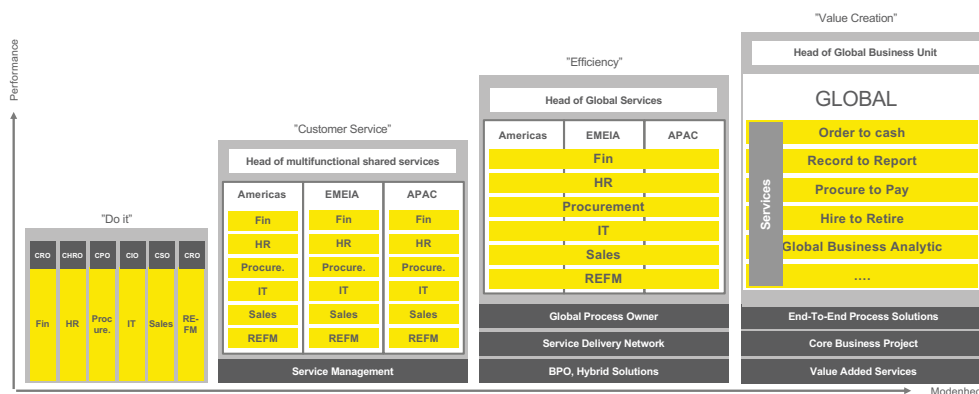 "Value Creation"
Head of Global Business Unit
GLOBAL
Services
Order to cash
Record to Report
Procure to Pay
Hire to Retire
Global Business Analytic
....
End-To-End Process Solutions
Core Business Project
Value Added Services
"Efficiency"
Head of Global Services
Americas EMEIA APAC
Fin
HR
Procurement
IT
Sales
REFM
Global Process Owner
Service Delivery Network
BPO, Hybrid Solutions
"Customer Service"
Head of multifunctional shared services
Americas EMEIA APAC
Fin Fin Fin
HR HR HR
Procure. Procure. Procure.
IT IT IT
Sales Sales Sales
REFM REFM REFM
Service Management
"Do it"
CRO CHRO CPO CIO CSO CRO
Fin HR Proc IT Sales RE-
ure. FM
Performance
Modenhed